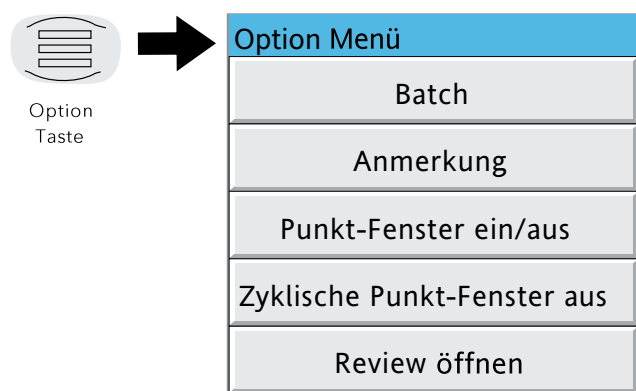 Option
Taste
Option Menü
Batch
Anmerkung
Punkt-Fenster ein/aus
Zyklische Punkt-Fenster aus
Review öffnen